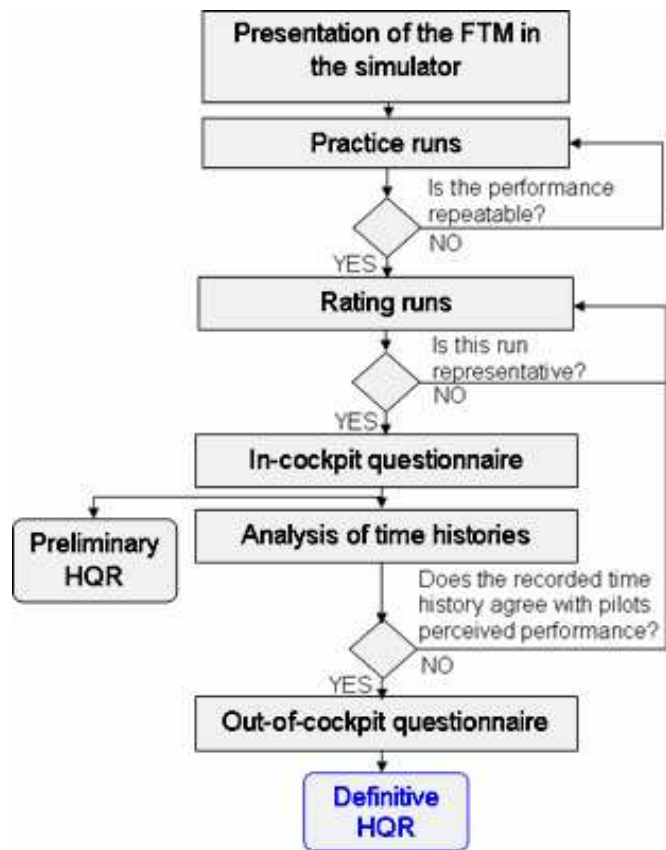 Presentation of the FTM in
the simulator
Practice runs
Is the performance
repeatable?
NO
YES
Rating runs
Is this run
representative?
NO
YES
In-cockpit questionnaire
Preliminary
HQR
Analysis of time histories
Does the recorded time
history agree with pilots
perceived performance?
NO
YES
Out-of-cockpit questionnaire
Definitive
HQR